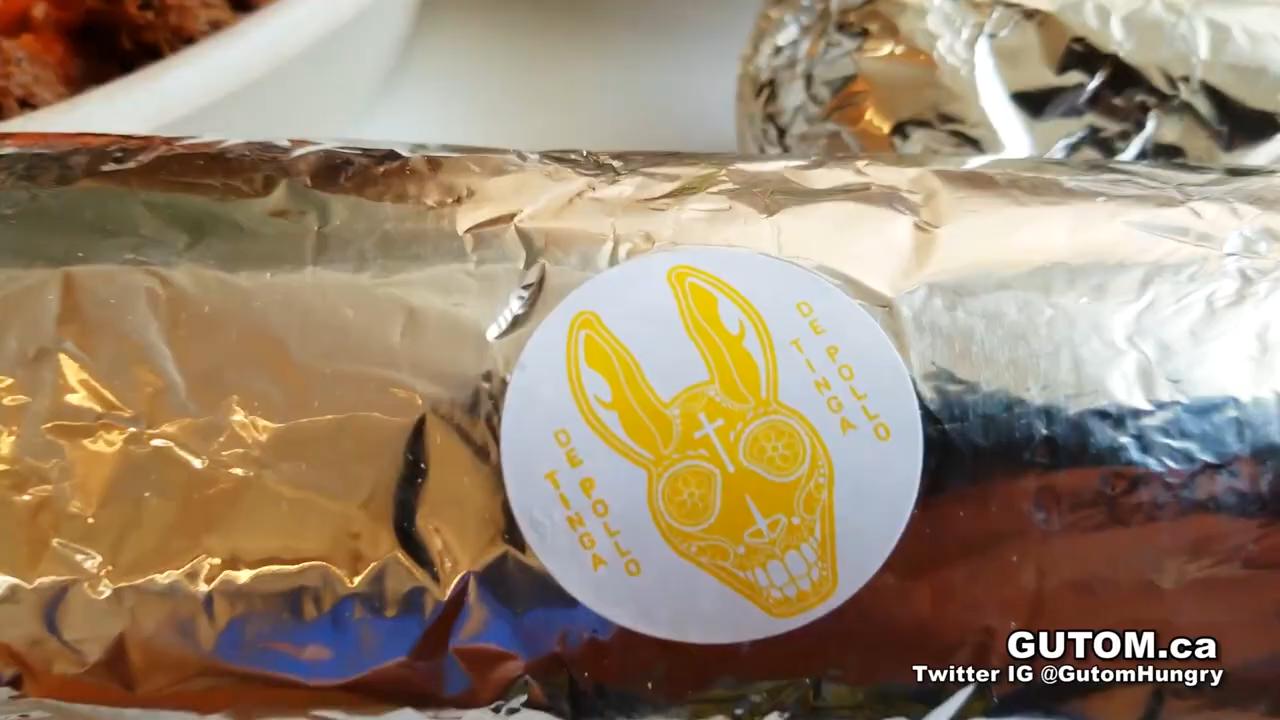 DE POLLO
TINGA
DE POLLO
TINGA
GUTOM.ca
Twitter IG @GutomHungry